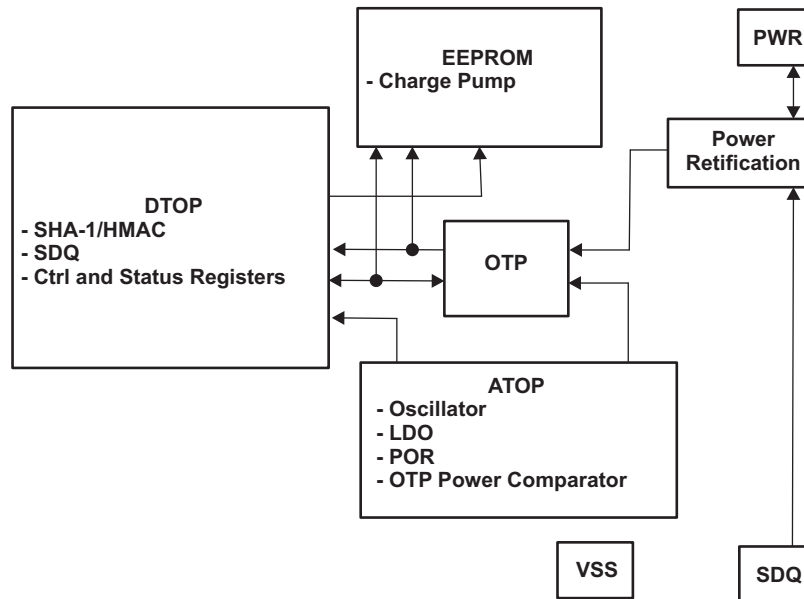 EEPROM
- Charge Pump
PWR
Power
Retification
DTOP
- SHA-1/HMAC
- SDQ
- Ctrl and Status Registers
OTP
ATOP
- Oscillator
- LDO
- POR
- OTP Power Comparator
VSS
SDQ